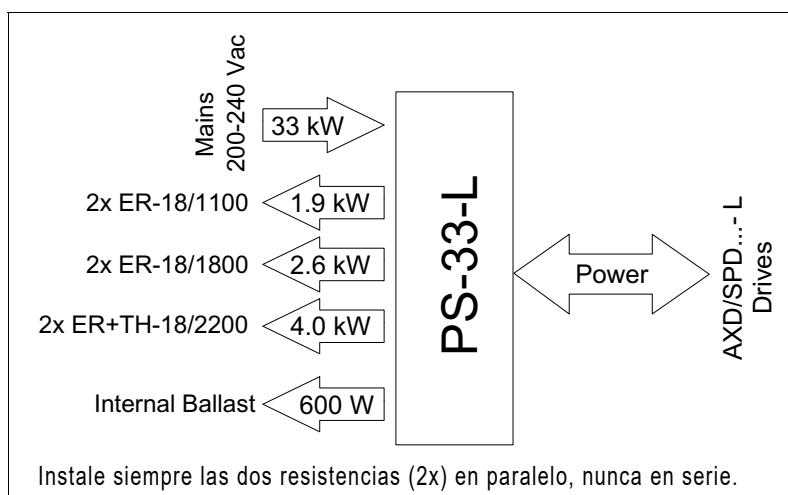 Mains
200-240 Vac
33 kW
2x ER-18/1100
1.9 kW
2x ER-18/1800
2.6 kW
2x ER+TH-18/2200
4.0 kW
Internal Ballast
600 W
PS-33-L
Power
AXD/SPD...- L
Drives
Instale siempre las dos resistencias (2x) en paralelo, nunca en serie.